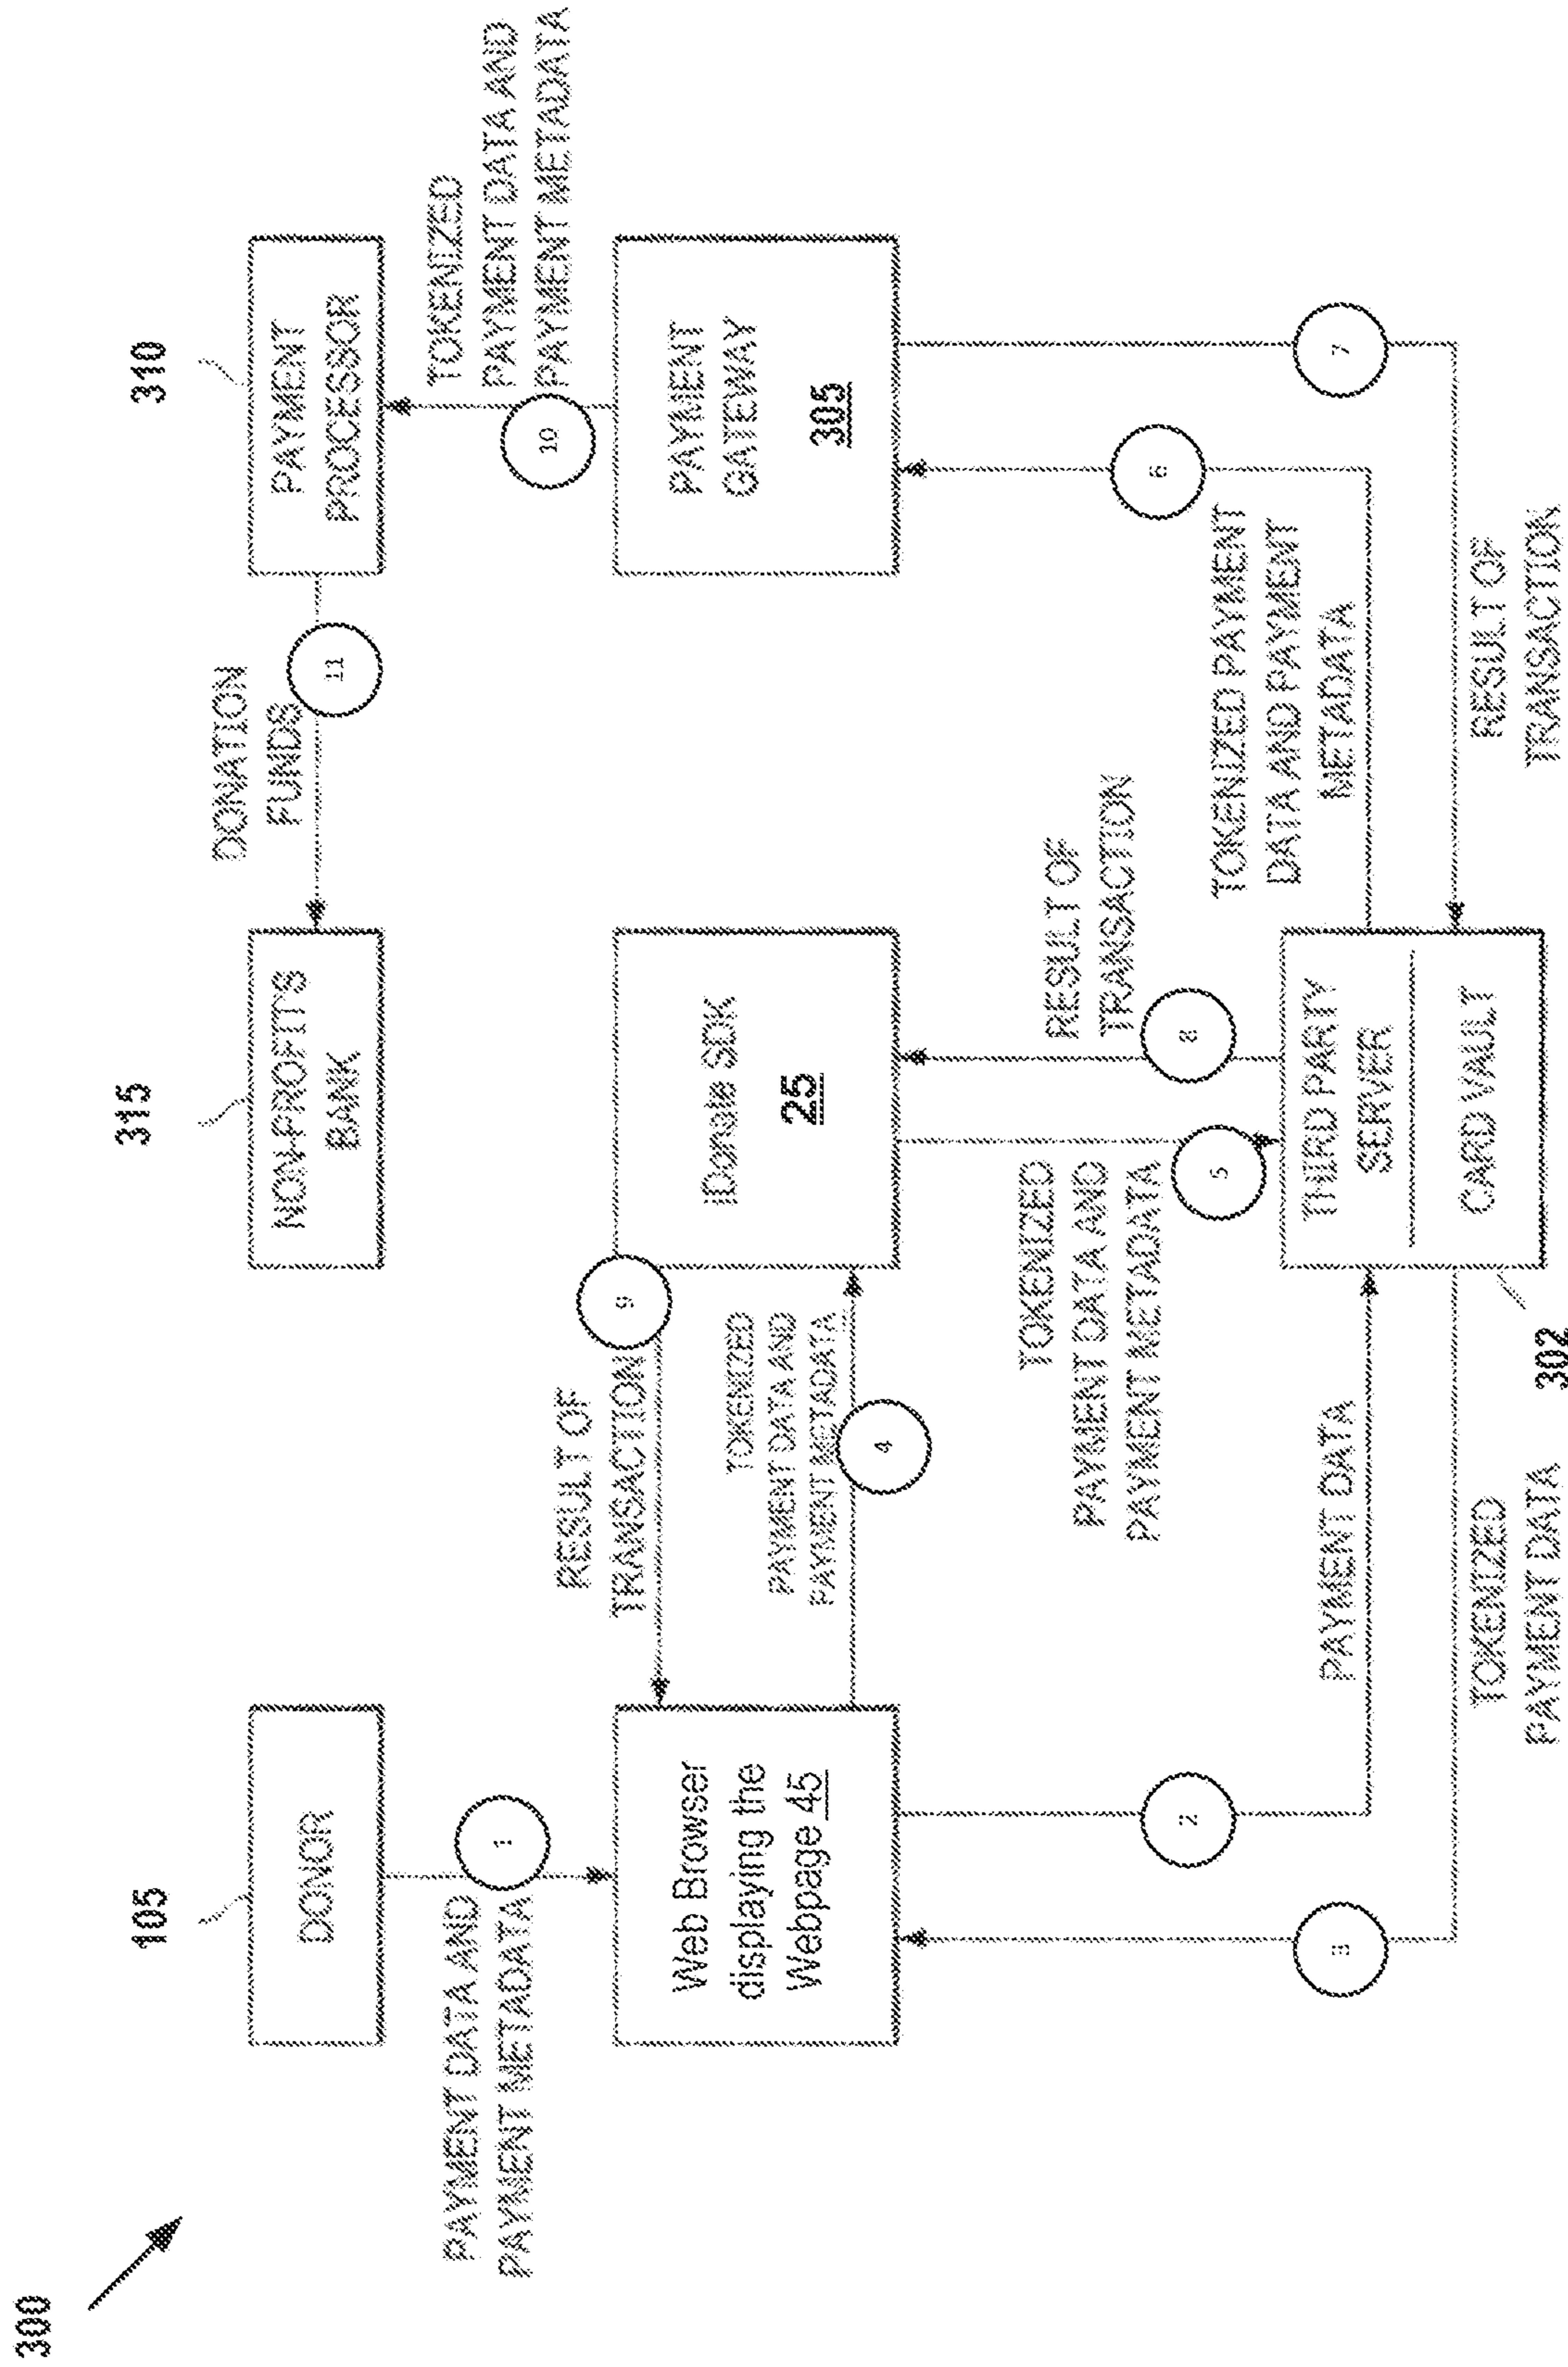 300
105
DONOR
PAYMENT DATA AND
PAYMENT METADATA
1
Web Browser
displaying the
Webpage 45
2
3
PAYMENT DATA
TOKENIZED
PAYMENT DATA
RESULT OF
TRANSACTION
9
TOKENIZED
PAYMENT DATA AND
PAYMENT METADATA
4
315
NON-PROFITS
BANK
iDonate SDK
25
TOKENIZED
PAYMENT DATA AND
PAYMENT METADATA
5
8
RESULT OF
TRANSACTION
THIRD PARTY
SERVER
CARD VAULT
302
DONATION
FUNDS
11
310
PAYMENT
PROCESSOR
10
TOKENIZED
PAYMENT DATA AND
PAYMENT METADATA
PAYMENT
GATEWAY
305
6
TOKENIZED PAYMENT
DATA AND PAYMENT
METADATA
7
RESULT OF
TRANSACTION